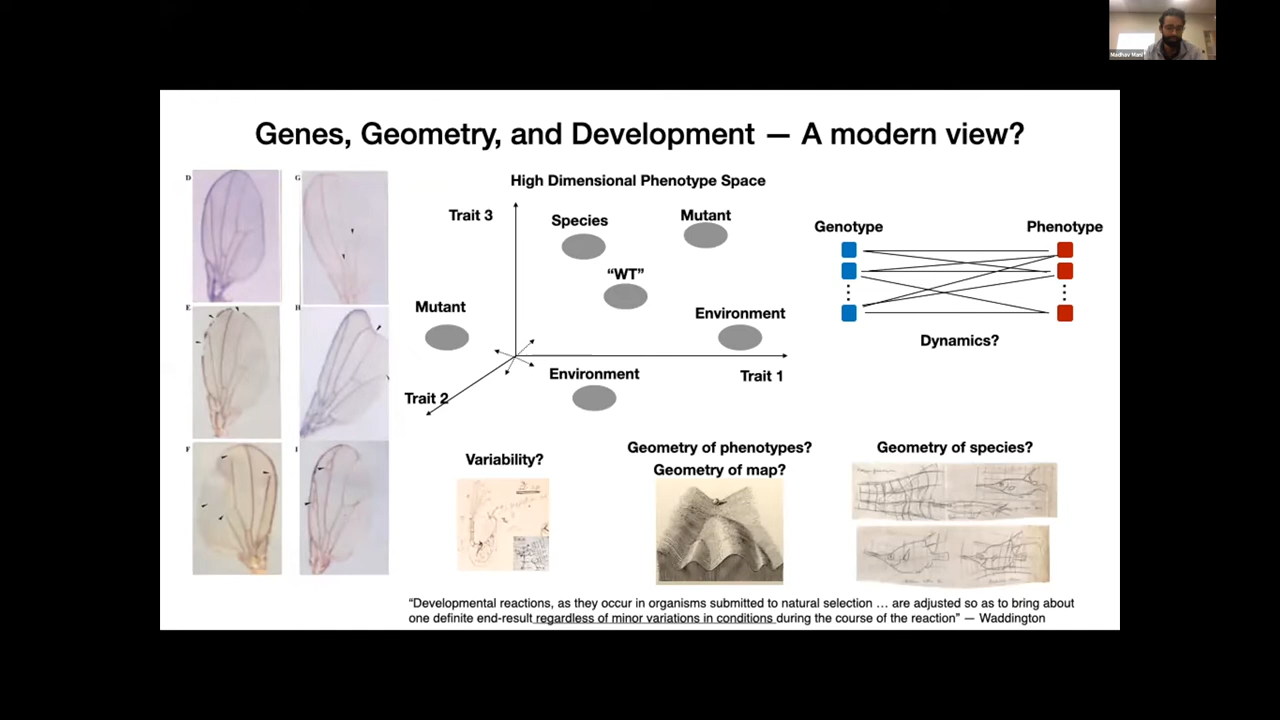 Madhav Mani
Genes, Geometry, and Development — A modern view?
D
G
E
H
F
I
High Dimensional Phenotype Space
Trait 3
Species
Mutant
“WT”
Mutant
Environment
Environment
Trait 1
Trait 2
Genotype
Phenotype
Dynamics?
Variability?
Geometry of phenotypes?
Geometry of map?
Geometry of species?
“Developmental reactions, as they occur in organisms submitted to natural selection … are adjusted so as to bring about
one definite end-result regardless of minor variations in conditions during the course of the reaction” — Waddington